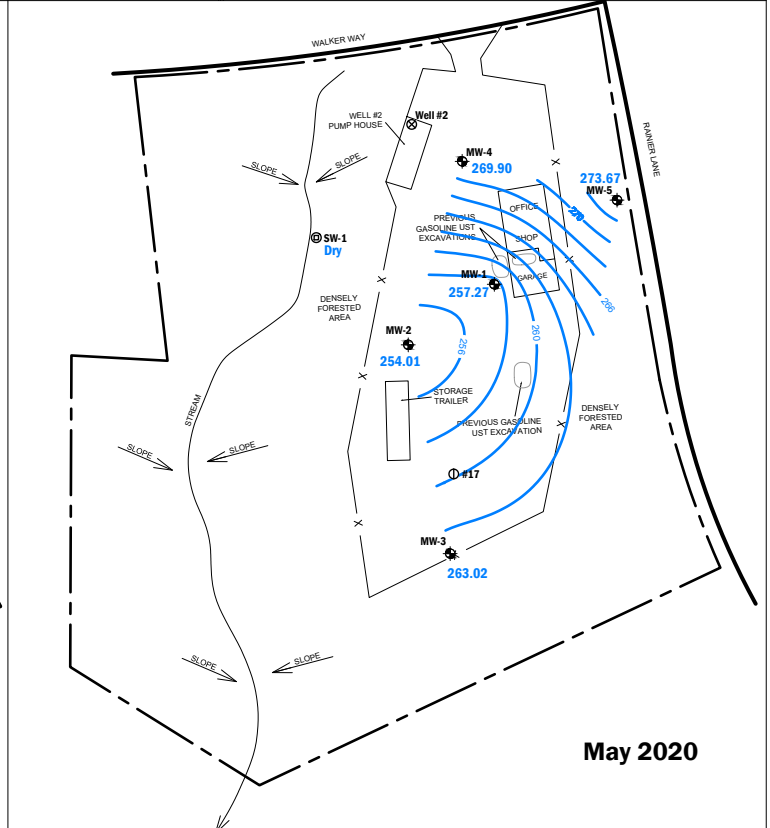 WALKER WAY
WELL #2
PUMP HOUSE
Well #2
RAINIER LANE
SLOPE
SLOPE
MW-4
269.90
273.67
MW-5
OFFICE
PREVIOUS
GASOLINE UST
EXCAVATIONS
SHOP
GARAGE
SW-1
Dry
MW-1
257.27
266
260
256
DENSELY
FORESTED
AREA
MW-2
254.01
STORAGE
TRAILER
STREAM
PREVIOUS GASOLINE
UST EXCAVATION
DENSELY
FORESTED
AREA
SLOPE
SLOPE
#17
MW-3
263.02
SLOPE
SLOPE
May 2020
X
X
X
X
X
X